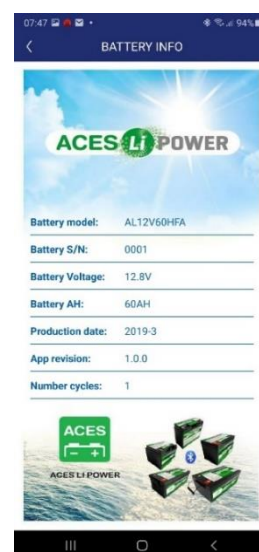 07:47 94%
BATTERY INFO
ACES Li POWER
Battery model: AL12V60HFA
Battery S/N: 0001
Battery Voltage: 12.8V
Battery AH: 60AH
Production date: 2019-3
App revision: 1.0.0
Number cycles: 1
ACES
ACES LI POWER